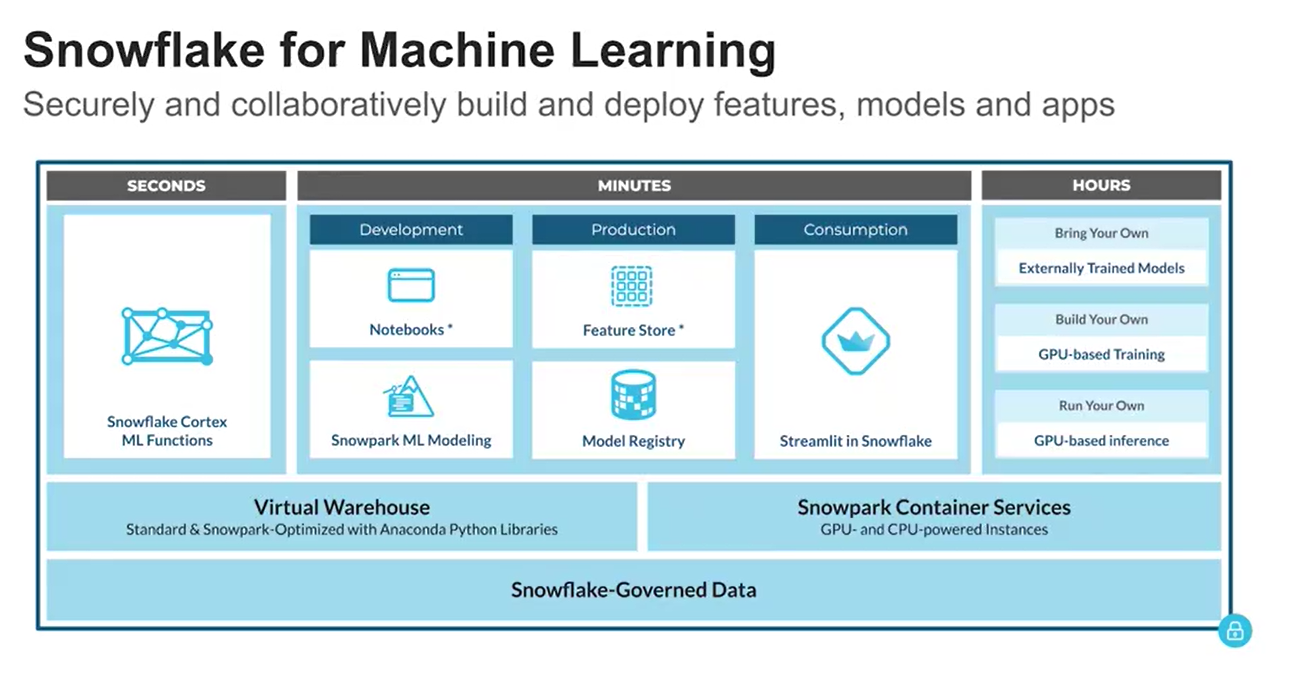 Snowflake for Machine Learning
Securely and collaboratively build and deploy features, models and apps
SECONDS
Snowflake Cortex
ML Functions
MINUTES
Development
Notebooks *
Snowpark ML Modeling
Production
Feature Store *
Model Registry
Consumption
Streamlit in Snowflake
HOURS
Bring Your Own
Externally Trained Models
Build Your Own
GPU-based Training
Run Your Own
GPU-based inference
Virtual Warehouse
Standard & Snowpark-Optimized with Anaconda Python Libraries
Snowpark Container Services
GPU- and CPU-powered Instances
Snowflake-Governed Data